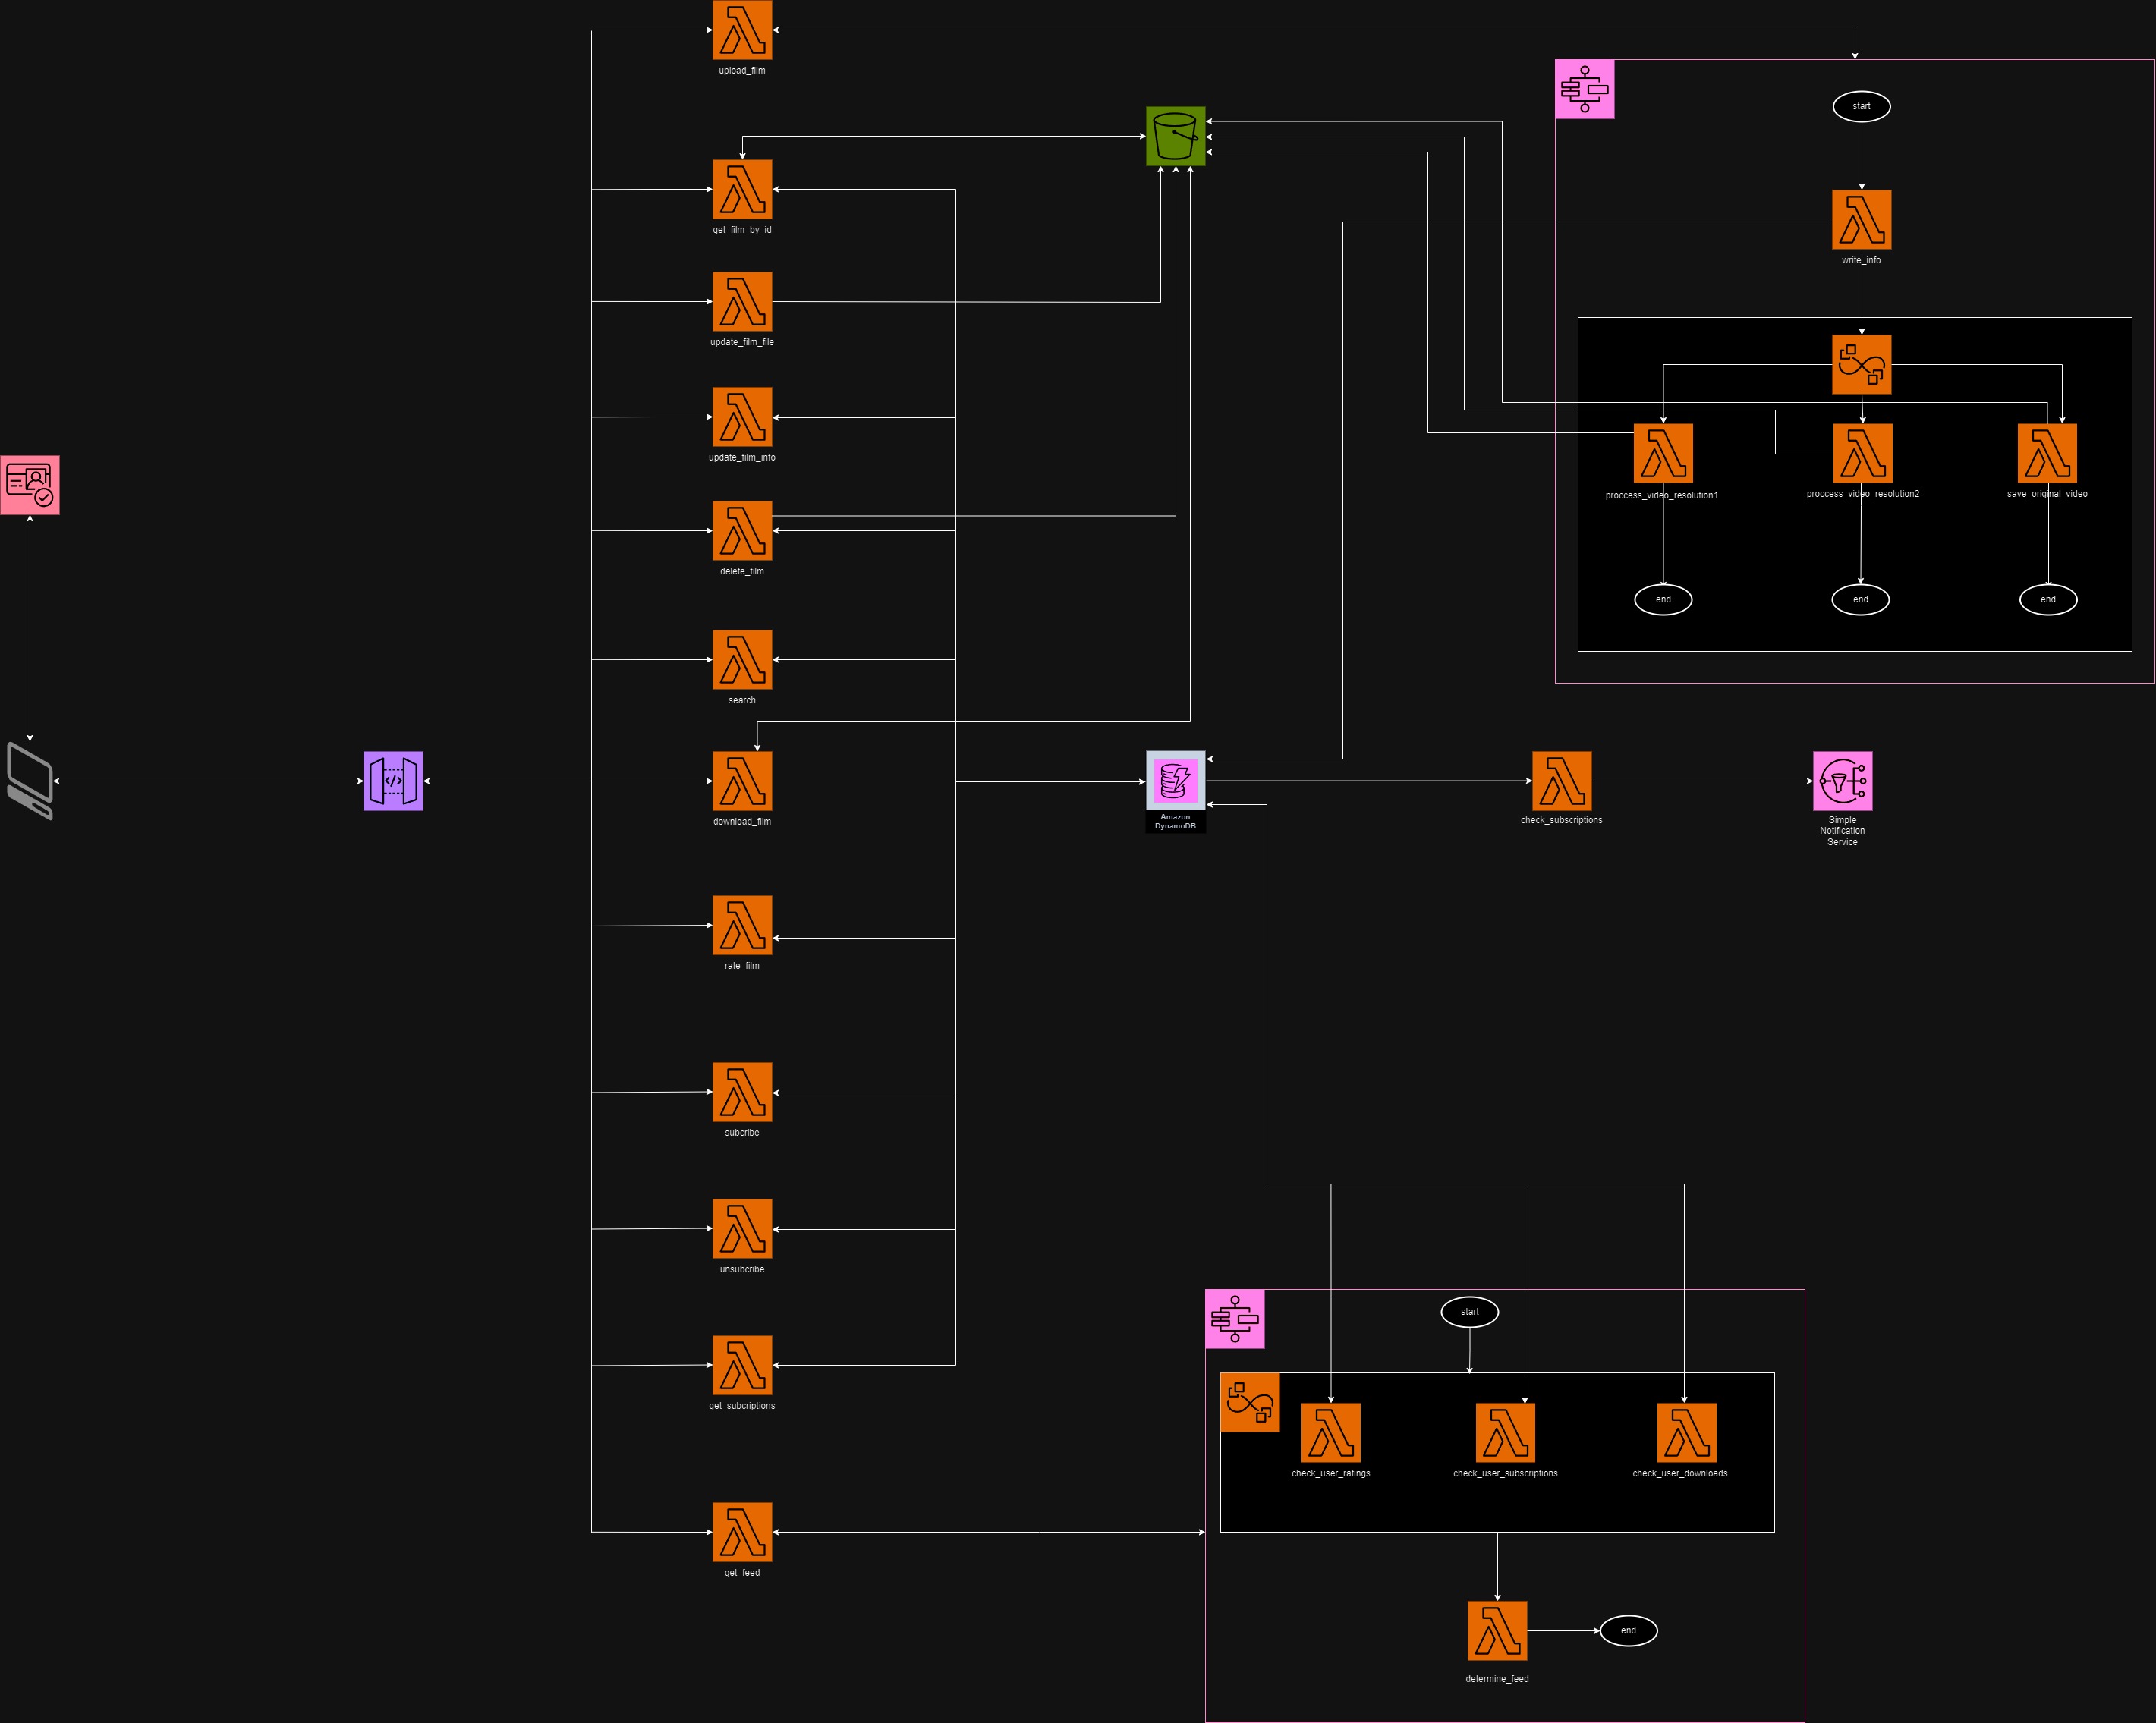 upload_film
start
get_film_by_id
write_info
update_film_file
update_film_info
proccess_video_resolution1
proccess_video_resolution2
save_original_video
delete_film
end
end
end
search
download_film
Amazon
DynamoDB
check_subscriptions
Simple
Notification
Service
rate_film
subcribe
unsubcribe
start
get_subcriptions
check_user_ratings
check_user_subscriptions
check_user_downloads
get_feed
end
determine_feed